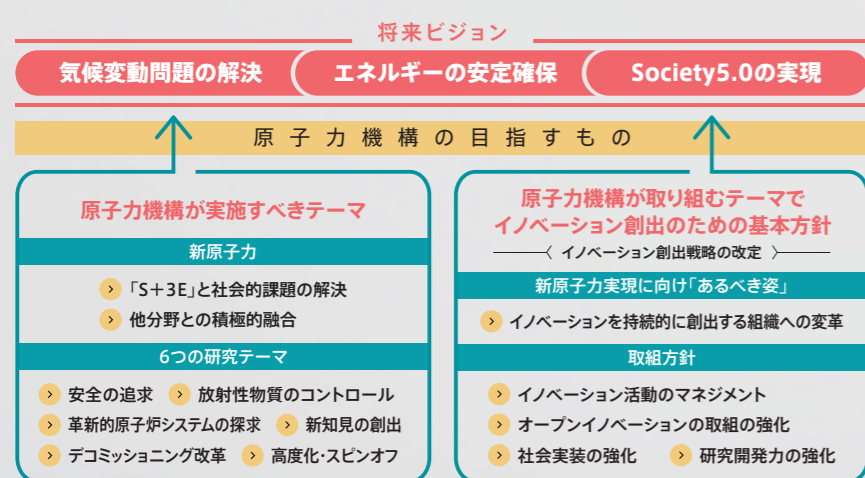 将来ビジョン
気候変動問題の解決
エネルギーの安定確保
Society5.0の実現
原子力機構の目指すもの
原子力機構が実施すべきテーマ
新原子力
「S+3E」と社会的課題の解決
他分野との積極的融合
6つの研究テーマ
安全の追求 放射性物質のコントロール
革新的原子炉システムの探求 新知見の創出
デコミッショニング改革 高度化・スピンオフ
原子力機構が取り組むテーマで
イノベーション創出のための基本方針
〈 イノベーション創出戦略の改定 〉
新原子力実現に向け「あるべき姿」
イノベーションを持続的に創出する組織への変革
取組方針
イノベーション活動のマネジメント
オープンイノベーションの取組の強化
社会実装の強化 研究開発力の強化